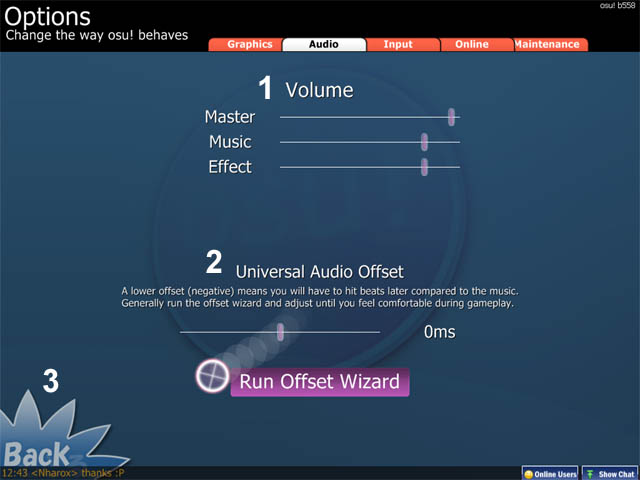 Options
osu! b558
Change the way osu! behaves
Graphics Audio Input Online Maintenance
1 Volume
Master
Music
Effect
2 Universal Audio Offset
A lower offset (negative) means you will have to hit beats later compared to the music.
Generally run the offset wizard and adjust until you feel comfortable during gameplay.
0ms
Run Offset Wizard
3
Back
12:43 <Nharox> thanks :P
Online Users Show Chat